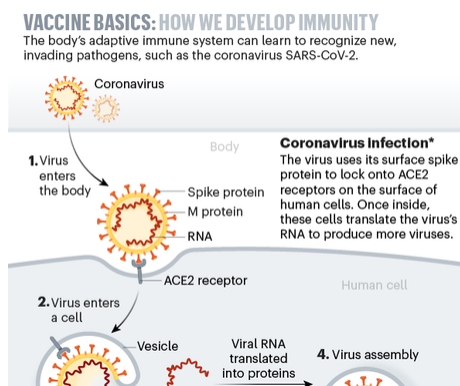 VACCINE BASICS: HOW WE DEVELOP IMMUNITY
The body's adaptive immune system can learn to recognize new,
invading pathogens, such as the coronavirus SARS-CoV-2.
Coronavirus
Body
Coronavirus infection*
The virus uses its surface spike
protein to lock onto ACE2
receptors on the surface of
human cells. Once inside,
these cells translate the virus's
RNA to produce more viruses.
1. Virus
enters
the body
Spike protein
M protein
RNA
ACE2 receptor
Human cell
2. Virus enters
a cell
Vesicle
Viral RNA
translated
into proteins
4. Virus assembly